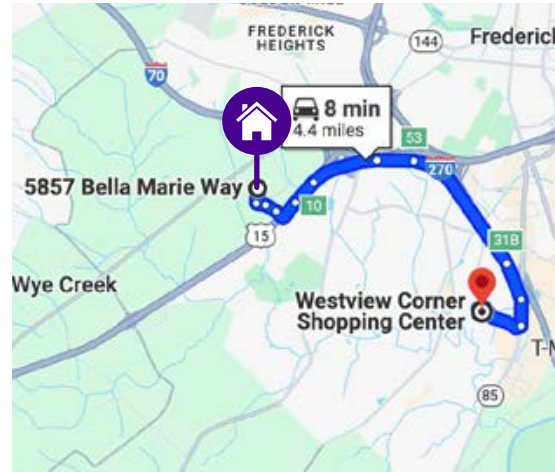 FREDERICK
HEIGHTS
144
Frederic
70
8 min
4.4 miles
53
270
5857 Bella Marie Way
10
15
31B
Wye Creek
Westview Corner
Shopping Center
T-M
85